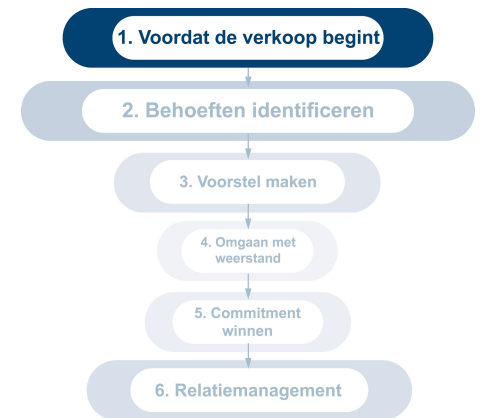 1. Voordat de verkoop begint
2. Behoeften identificeren
3. Voorstel maken
4. Omgaan met
weerstand
5. Commitment
winnen
6. Relatiemanagement